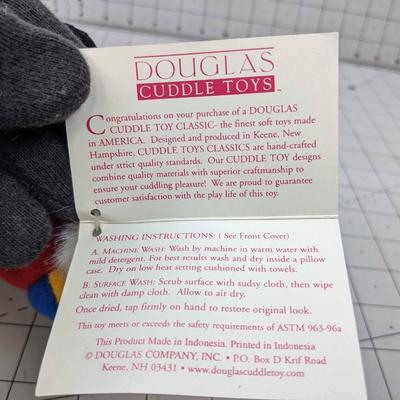 DOUGLAS
CUDDLE TOYS™
Congratulations on your purchase of a DOUGLAS
CUDDLE TOY CLASSIC- the finest soft toys made
in AMERICA. Designed and produced in Keene, New
Hampshire, CUDDLE TOYS CLASSICS are hand-crafted
under strict quality standards. Our CUDDLE TOY designs
combine quality materials with superior craftmanship to
ensure your cuddling pleasure! We are proud to guarantee
customer satisfaction with the play life of this toy.
WASHING INSTRUCTIONS: ( See Front Cover)
A. MACHINE WASH: Wash by machine in warm water with
mild detergent. For best results wash and dry inside a pillow
case. Dry on low heat setting cushioned with towels.
B. SURFACE WASH: Scrub surface with sudsy cloth, then wipe
clean with damp cloth. Allow to air dry.
Once dried, tap firmly on hand to restore original look.
This toy meets or exceeds the safety requirements of ASTM 963-96a
This Product Made in Indonesia. Printed in Indonesia
© DOUGLAS COMPANY, INC. • P.O. Box D Krif Road
Keene, NH 03431 • www.douglascuddletoy.com